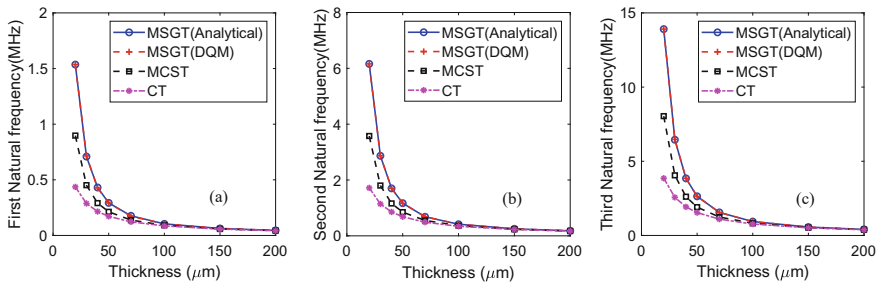 2
1.5
1
0.5
0
First Natural frequency(MHz)
MSGT(Analytical)
MSGT(DQM)
MCST
CT
(a)
0 50 100 150 200
Thickness (μm)
8
6
4
2
0
Second Natural frequency(MHz)
MSGT(Analytical)
MSGT(DQM)
MCST
CT
(b)
0 50 100 150 200
Thickness (μm)
15
10
5
0
Third Natural frequency(MHz)
MSGT(Analytical)
MSGT(DQM)
MCST
CT
(c)
0 50 100 150 200
Thickness (μm)